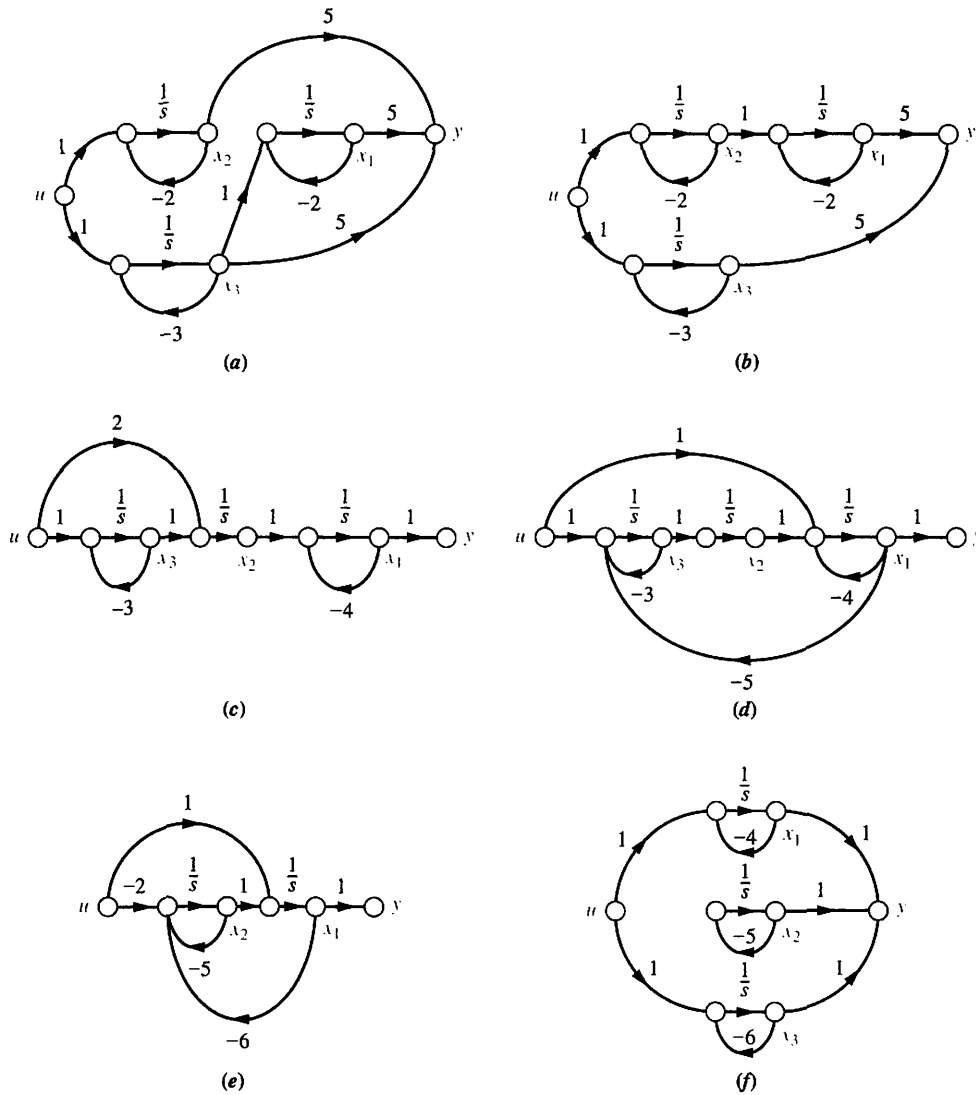 5
1/s
1/s
5
y
x₂
x₁
1
-2
-2
1
u
1
1/s
5
x₃
-3
(a)
1/s
1
1/s
5
y
x₂
x₁
1
-2
-2
u
1
1/s
5
x₃
-3
(b)
2
u
1
1/s
1
1/s
1
1/s
1
y
x₃
x₂
x₁
-3
-4
(c)
1
u
1
1/s
1
1/s
1
1/s
1
y
x₃
x₂
x₁
-3
-4
-5
(d)
1
u
-2
1/s
1
1/s
1
y
x₂
x₁
-5
-6
(e)
1/s
1
-4
x₁
1
1/s
1
u
-5
x₂
y
1
1/s
1
-6
x₃
(f)